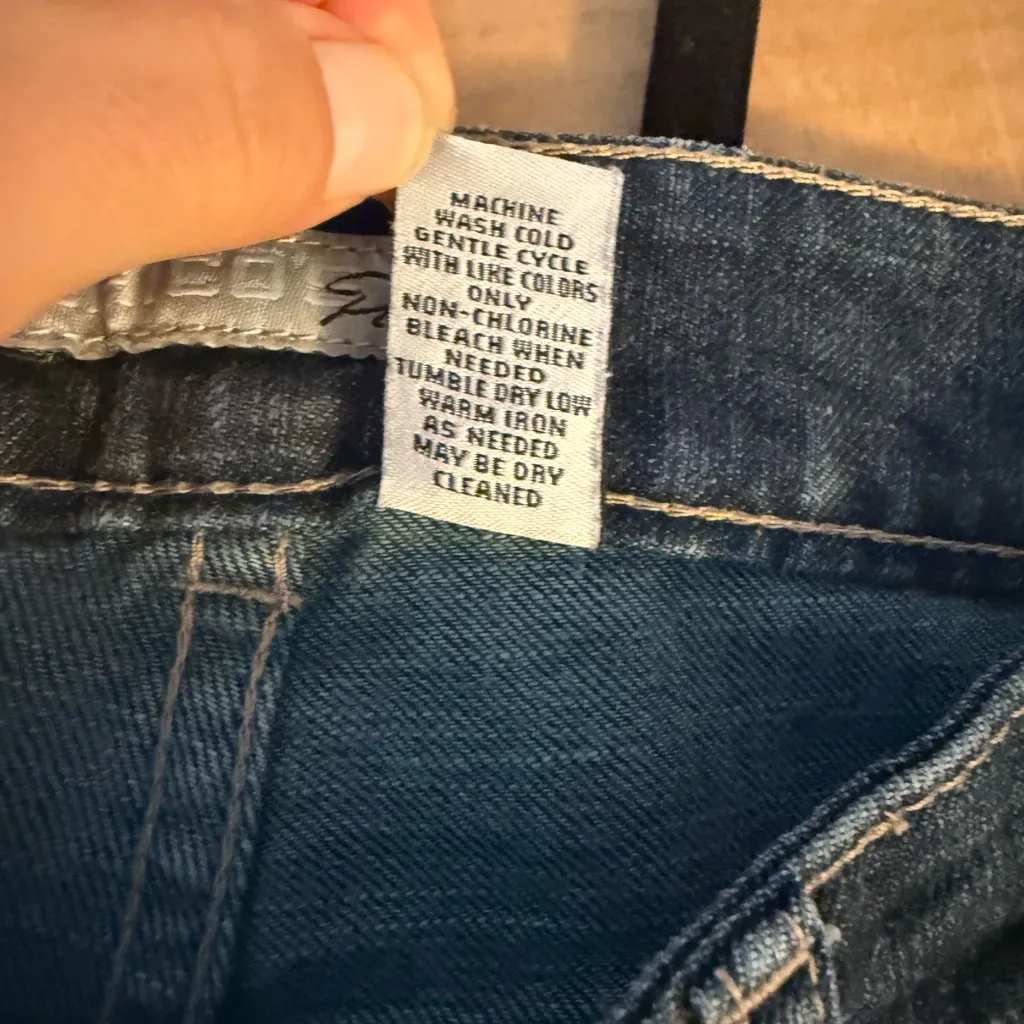 MACHINE
WASH COLD
GENTLE CYCLE
WITH LIKE COLORS
ONLY
NON-CHLORINE
BLEACH WHEN
NEEDED
TUMBLE DRY LOW
WARM IRON
AS NEEDED
MAY BE DRY
CLEANED